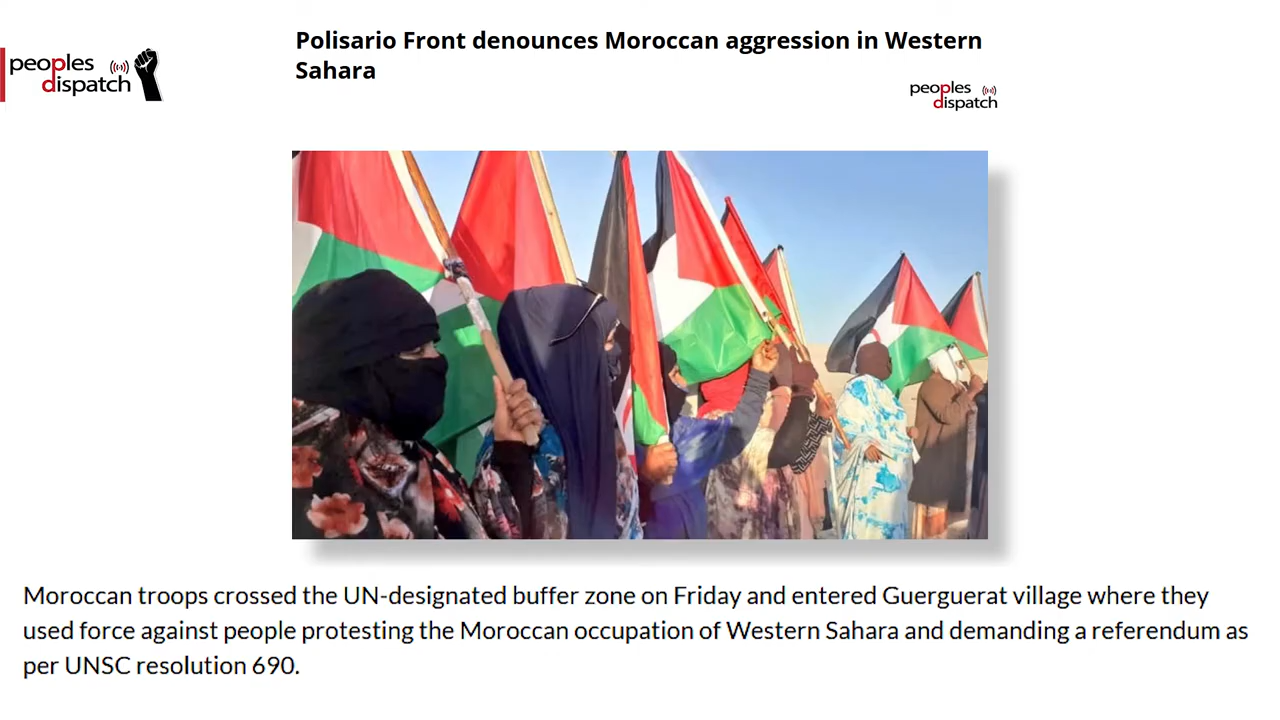 Polisario Front denounces Moroccan aggression in Western
Sahara
peoples
dispatch
peoples
dispatch
Moroccan troops crossed the UN-designated buffer zone on Friday and entered Guerguerat village where they
used force against people protesting the Moroccan occupation of Western Sahara and demanding a referendum as
per UNSC resolution 690.